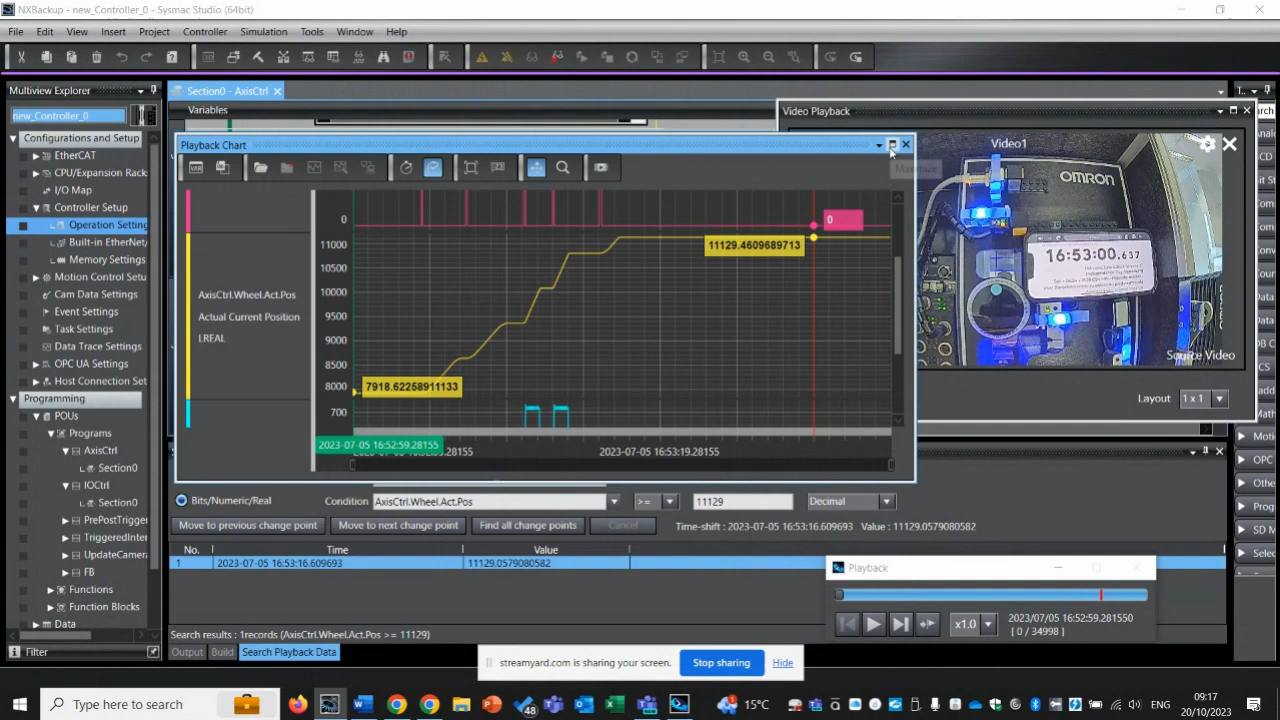 NXBackup - new_Controller_0 - Sysmac Studio (64bit)
File Edit View Insert Project Controller Simulation Tools Window Help
Multiview Explorer
new_Controller_0
Configurations and Setup
EtherCAT
CPU/Expansion Rack
I/O Map
Controller Setup
Operation Setting
Built-in EtherNet/
Memory Settings
Motion Control Setu
Cam Data Settings
Event Settings
Task Settings
Data Trace Settings
OPC UA Settings
Host Connection Set
Programming
POUs
Programs
AxisCtrl
Section0
IOCtrl
Section0
PrePostTrigger
TriggeredInter
UpdateCamera
FB
Functions
Function Blocks
Data
Filter
Section0 - AxisCtrl
Variables
Playback Chart
Maximize
0
11000
10500
10000
9500
9000
8500
8000
700
AxisCtrl.Wheel.Act.Pos
Actual Current Position
LREAL
0
11129.4609689713
7918.62258911133
2023-07-05 16:52:59.28155
2023-07-05 16:53:19.28155
Video Playback
Video1
OMRON
16:53:00.637
Source Video
Layout 1 x 1
Bits/Numeric/Real Condition AxisCtrl.Wheel.Act.Pos >= 11129 Decimal
Move to previous change point Move to next change point Find all change points Cancel Time-shift : 2023-07-05 16:53:16.609693 Value : 11129.0579080582
No. Time Value
1 2023-07-05 16:53:16.609693 11129.0579080582
Search results : 1records (AxisCtrl.Wheel.Act.Pos >= 11129)
Output Build Search Playback Data
Playback
x1.0
2023/07/05 16:52:59.281550
[ 0 / 34998 ]
streamyard.com is sharing your screen. Stop sharing Hide
Type here to search
48
15°C
ENG
09:17
20/10/2023